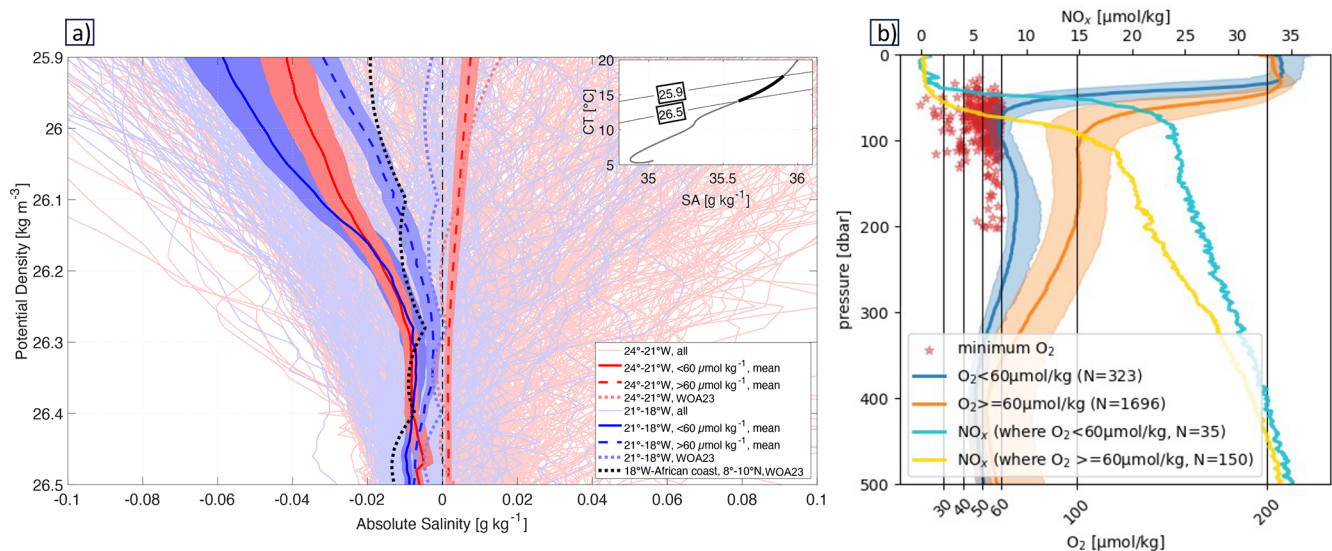 a)
25.9
26
26.1
26.2
26.3
26.4
26.5
Potential Density [kg m-3]
-0.1 -0.08 -0.06 -0.04 -0.02 0 0.02 0.04 0.06 0.08 0.1
Absolute Salinity [g kg-1]
20
15
10
5
CT [°C]
25.9
26.5
35 35.5 36
SA [g kg-1]
24°-21°W, all
24°-21°W, <60 μmol kg-1, mean
24°-21°W, >60 μmol kg-1, mean
24°-21°W, WOA23
21°-18°W, all
21°-18°W, <60 μmol kg-1, mean
21°-18°W, >60 μmol kg-1, mean
21°-18°W, WOA23
18°W-African coast, 8°-10°N,WOA23
b)
NOx [μmol/kg]
0 5 10 15 20 25 30 35
0
100
200
300
400
500
pressure [dbar]
minimum O2
O2<60μmol/kg (N=323)
O2>=60μmol/kg (N=1696)
NOx (where O2<60μmol/kg, N=35)
NOx (where O2 >=60μmol/kg, N=150)
30 40 50 60 100 200
O2 [μmol/kg]